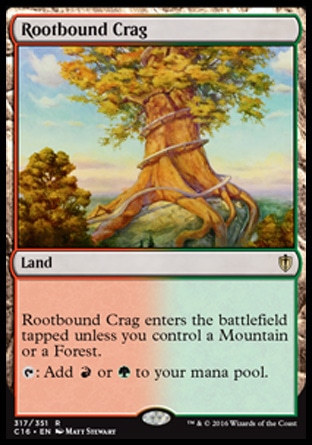 Rootbound Crag
Land
Rootbound Crag enters the battlefield
tapped unless you control a Mountain
or a Forest.
: Add or to your mana pool.
317/351 R
C16 • EN Matt Stewart
™ & © 2016 Wizards of the Coast